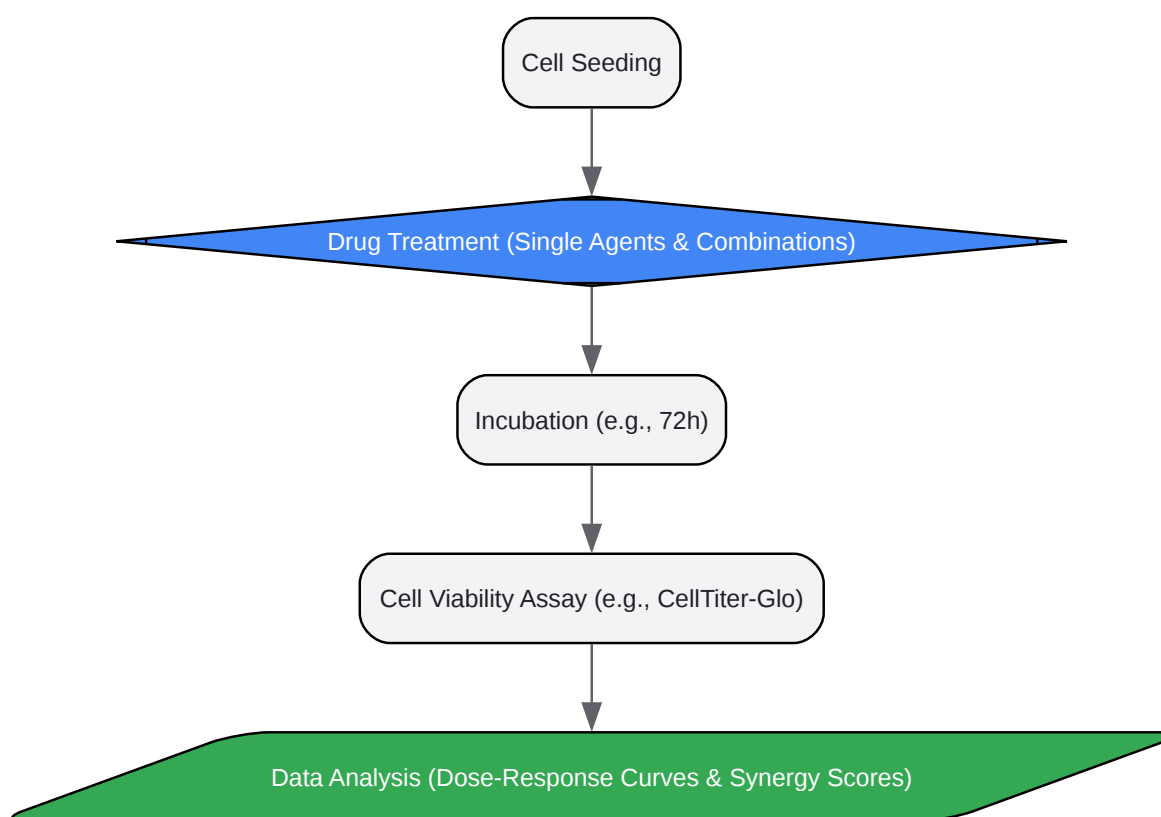 Cell Seeding
Drug Treatment (Single Agents & Combinations)
Incubation (e.g., 72h)
Cell Viability Assay (e.g., CellTiter-Glo)
Data Analysis (Dose-Response Curves & Synergy Scores)